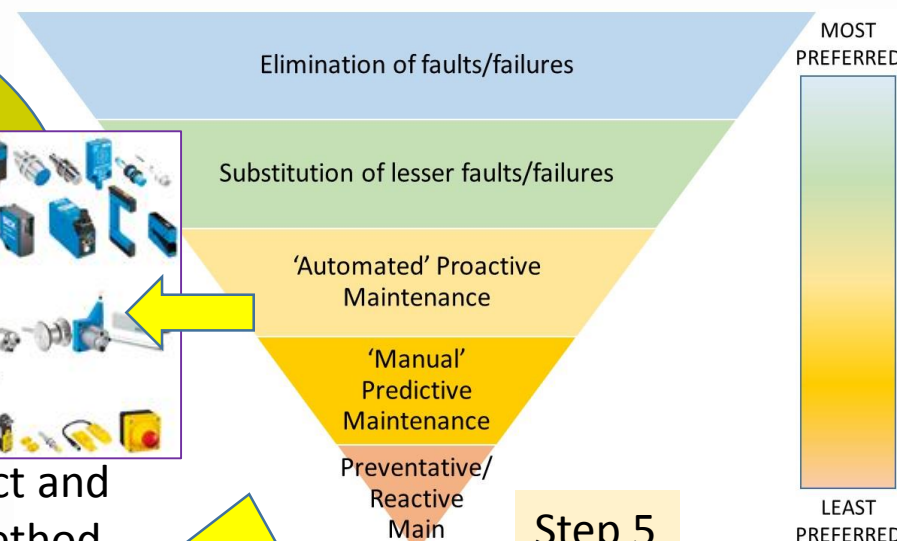 MOST
PREFERRED
Elimination of faults/failures
Substitution of lesser faults/failures
‘Automated’ Proactive
Maintenance
‘Manual’
Predictive
Maintenance
Preventative/
Reactive
Main
ct and
ethod
Step 5
LEAST
PREFERRED